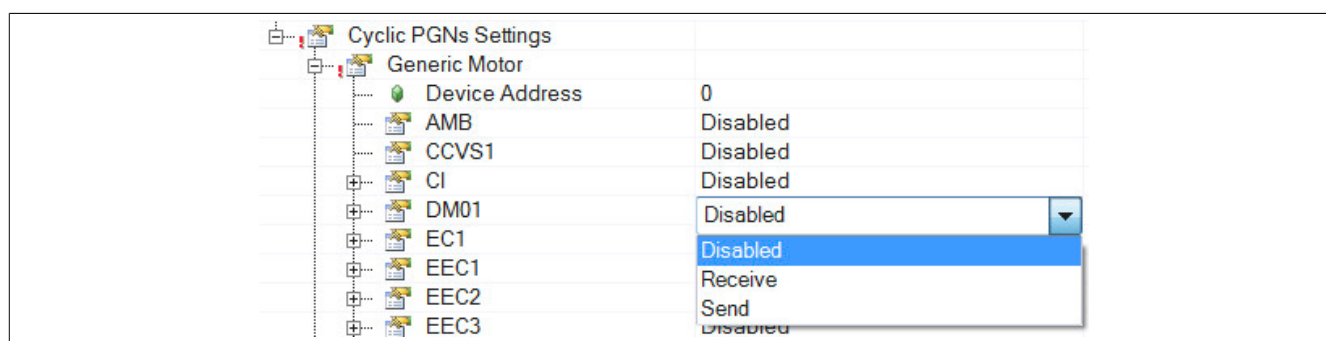 Cyclic PGNs Settings
Generic Motor
Device Address 0
AMB Disabled
CCVS1 Disabled
CI Disabled
DM01 Disabled
EC1 Disabled
EEC1 Receive
EEC2 Send
EEC3 Disabled